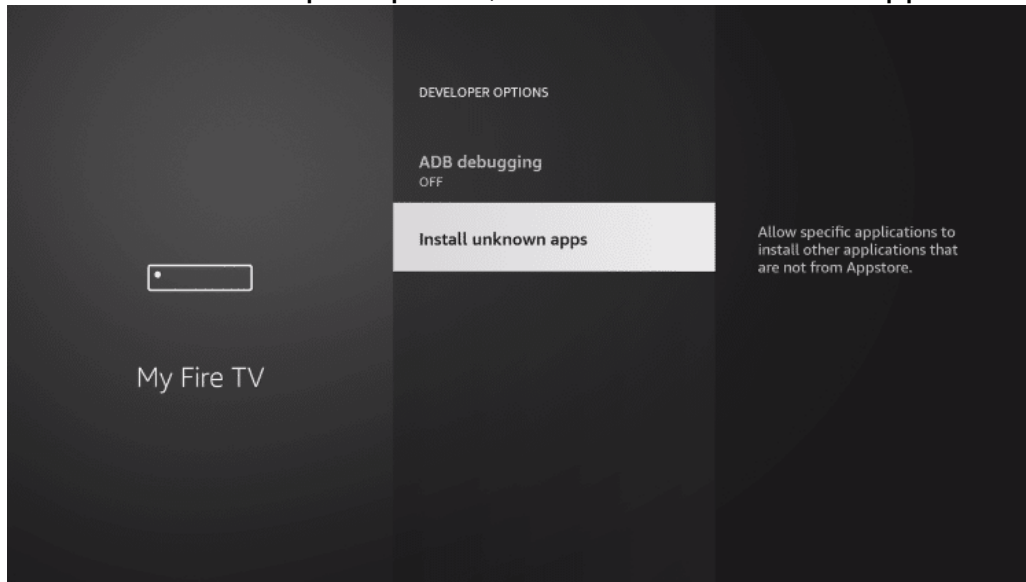 My Fire TV
DEVELOPER OPTIONS
ADB debugging
OFF
Install unknown apps
Allow specific applications to
install other applications that
are not from Appstore.